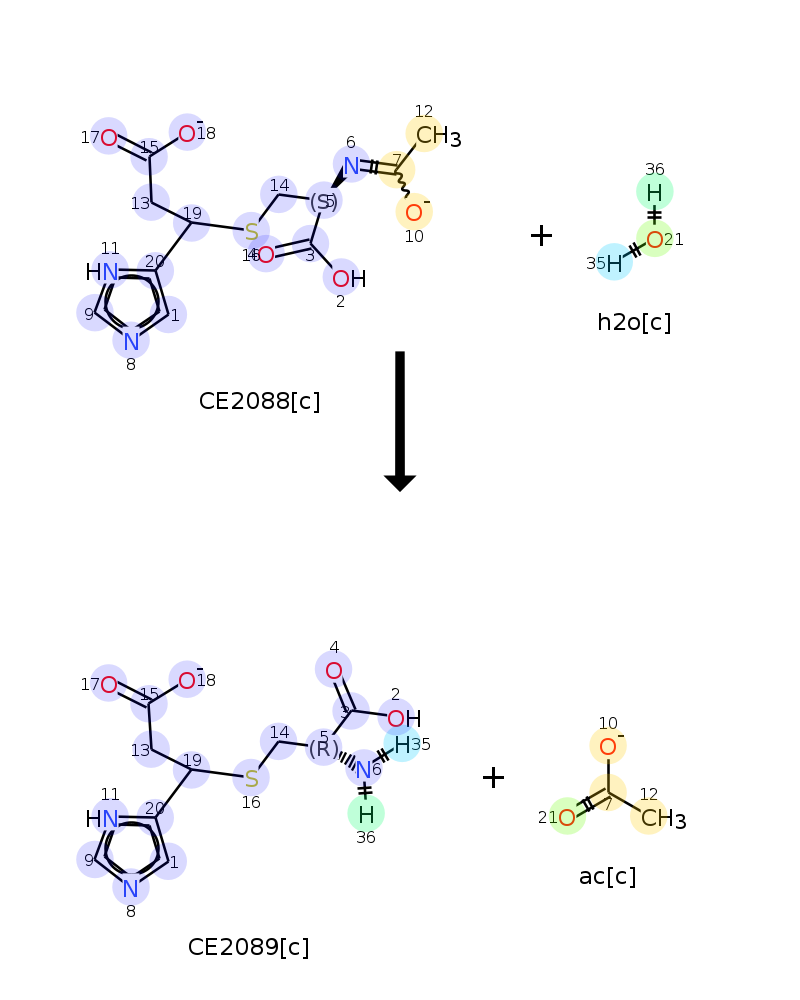 12
CH3
17 O 15 O - 18
6
N 7
36
H
14
13 19 (S) 5
S O -
10
O 21
35 H
11 16 4 O 3
HN 20 OH
2
9 1
N
8
h2o[c]
+
CE2088[c]
4
O
17 O 15 O - 18
2
3 OH
10
O -
14 5
13 19 (R) H 35
S N 6
16
+
11 20
HN
H
36
12
21 O 7 CH3
9 1
N
8
ac[c]
CE2089[c]